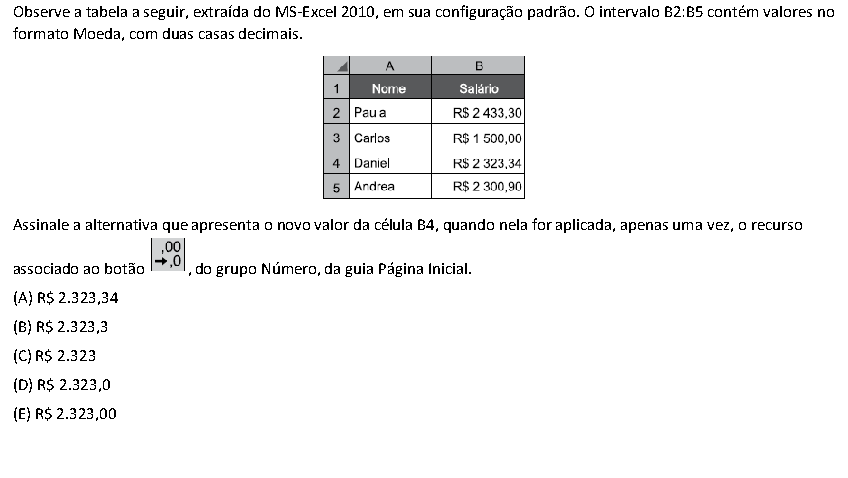 Observe a tabela a seguir, extraída do MS-Excel 2010, em sua configuração padrão. O intervalo B2:B5 contém valores no
formato Moeda, com duas casas decimais.
A B
1 Nome Salário
2 Paula R$ 2 433,30
3 Carlos R$ 1 500,00
4 Daniel R$ 2 323,34
5 Andrea R$ 2 300,90
Assinale a alternativa que apresenta o novo valor da célula B4, quando nela for aplicada, apenas uma vez, o recurso
,00
associado ao botão ➔,0 , do grupo Número, da guia Página Inicial.
(A) R$ 2.323,34
(B) R$ 2.323,3
(C) R$ 2.323
(D) R$ 2.323,0
(E) R$ 2.323,00